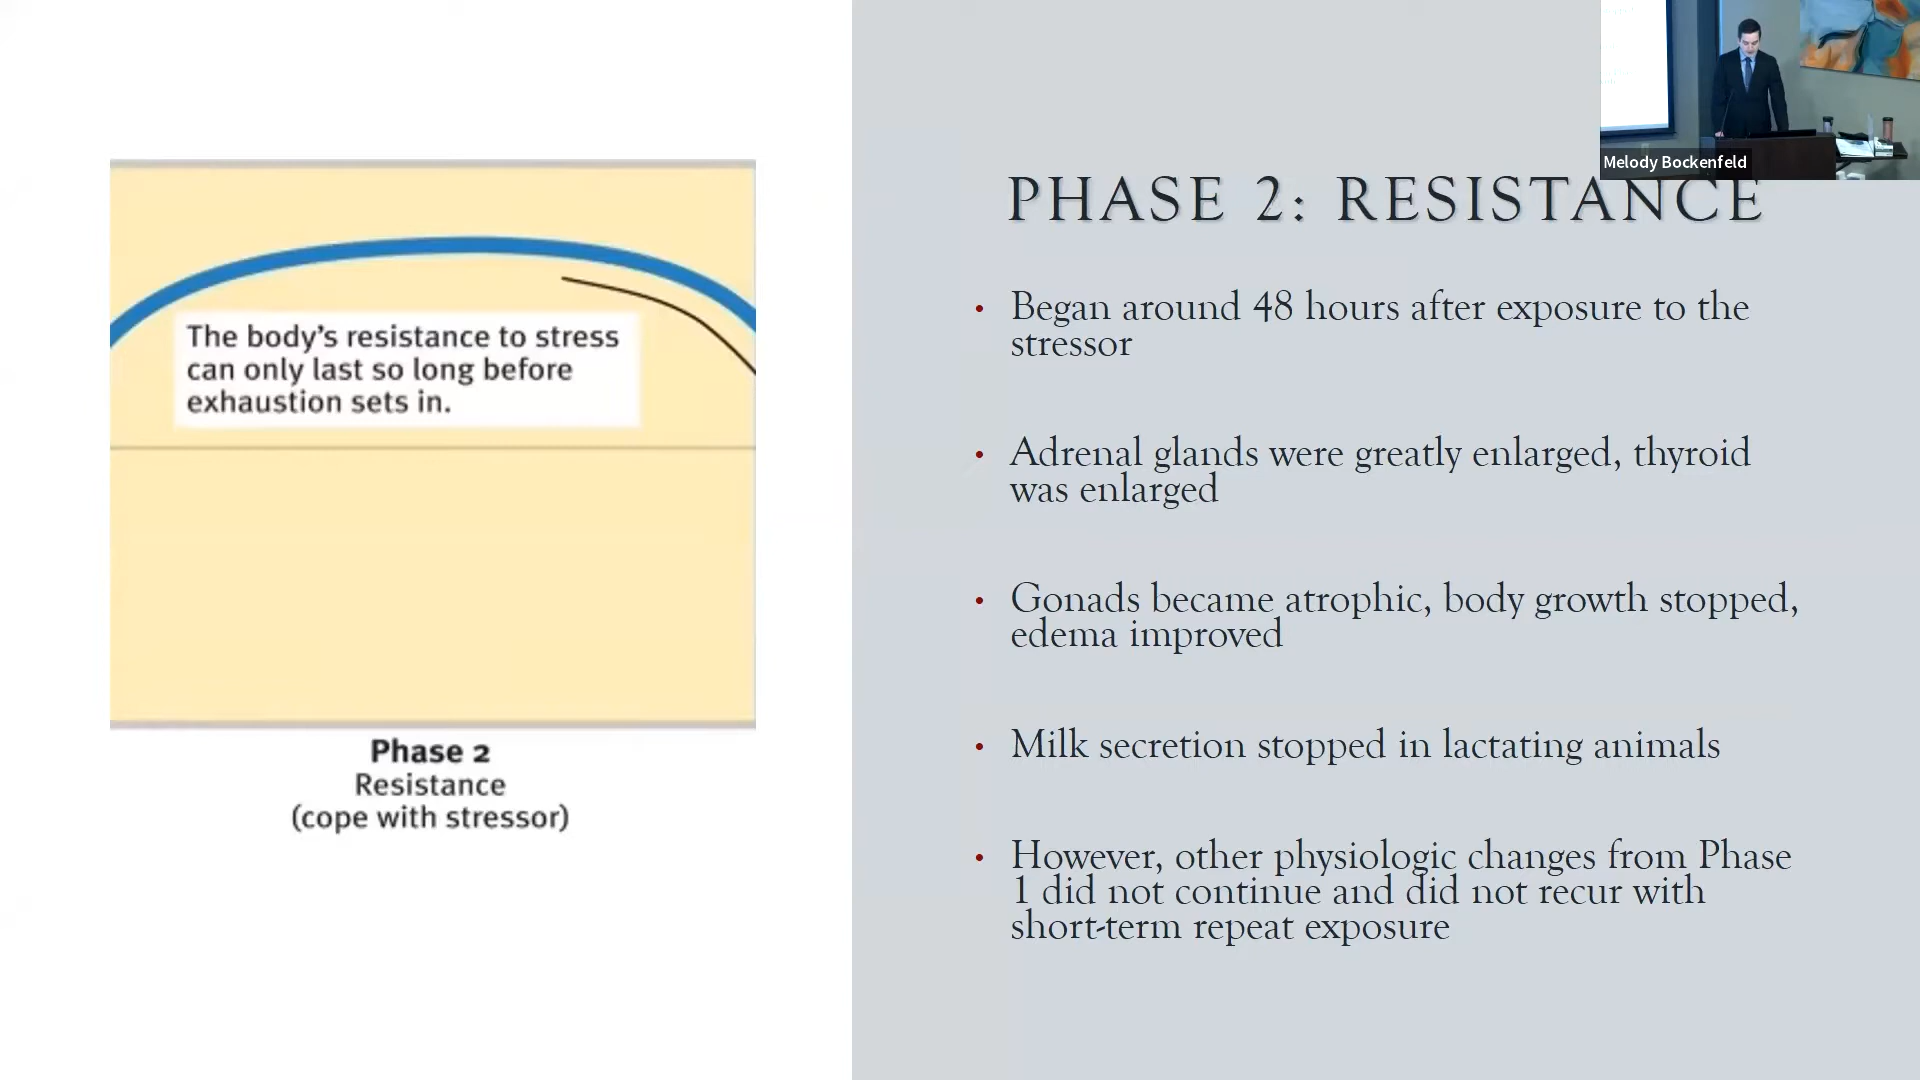 Melody Bockenfeld
PHASE 2: RESISTANCE
The body's resistance to stress
can only last so long before
exhaustion sets in.
Phase 2
Resistance
(cope with stressor)
• Began around 48 hours after exposure to the
stressor
• Adrenal glands were greatly enlarged, thyroid
was enlarged
• Gonads became atrophic, body growth stopped,
edema improved
• Milk secretion stopped in lactating animals
• However, other physiologic changes from Phase
1 did not continue and did not recur with
short-term repeat exposure